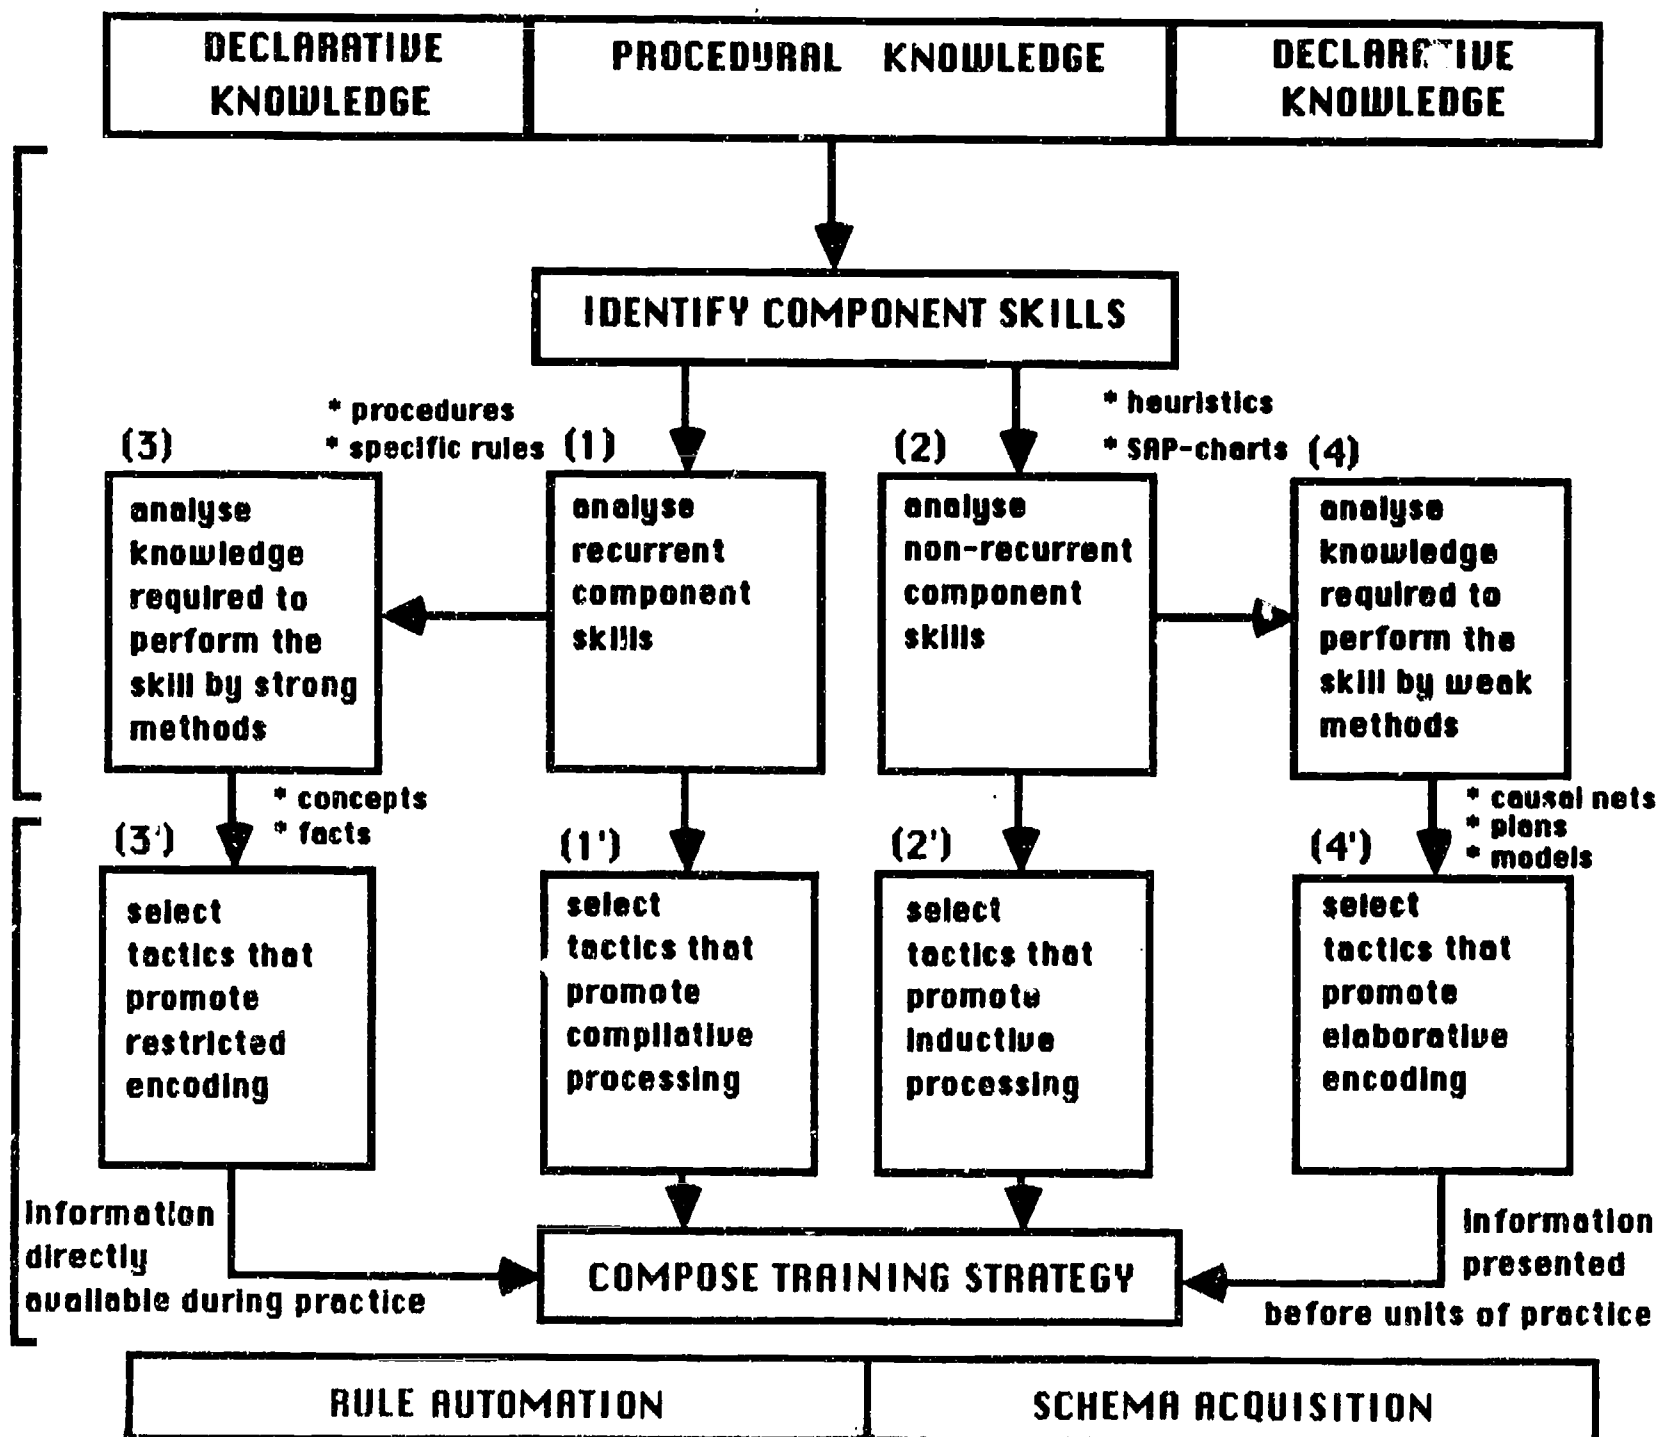 DECLARATIVE
KNOWLEDGE
PROCEDURAL KNOWLEDGE
DECLARATIVE
KNOWLEDGE
IDENTIFY COMPONENT SKILLS
* procedures
* specific rules
* heuristics
* SAP-charts
(3)
analyse
knowledge
required to
perform the
skill by strong
methods
(1)
analyse
recurrent
component
skills
(2)
analyse
non-recurrent
component
skills
(4)
analyse
knowledge
required to
perform the
skill by weak
methods
* concepts
* facts
* causal nets
* plans
* models
(3')
select
tactics that
promote
restricted
encoding
(1')
select
tactics that
promote
compilative
processing
(2')
select
tactics that
promote
inductive
processing
(4')
select
tactics that
promote
elaborative
encoding
information
directly
available during practice
COMPOSE TRAINING STRATEGY
information
presented
before units of practice
RULE AUTOMATION
SCHEMA ACQUISITION